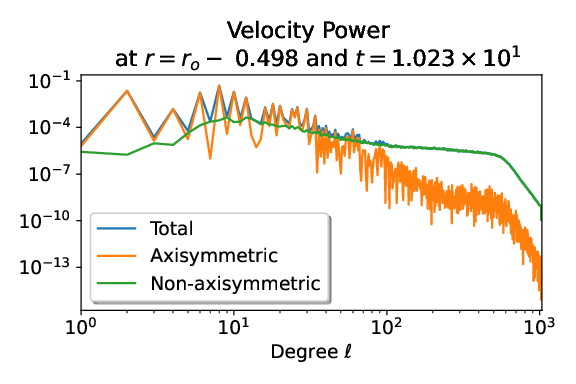 Velocity Power
at r = r_o − 0.498 and t = 1.023 × 10^1
10^−1
10^−4
10^−7
10^−10
10^−13
Total
Axisymmetric
Non-axisymmetric
10^0 10^1 10^2 10^3
Degree ℓ